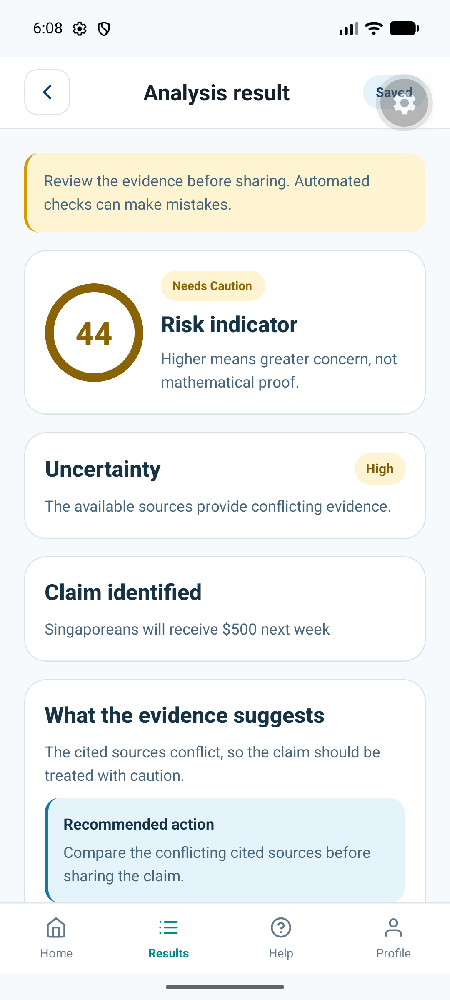 6:08
Analysis result
Saved
Review the evidence before sharing. Automated
checks can make mistakes.
44
Needs Caution
Risk indicator
Higher means greater concern, not
mathematical proof.
Uncertainty
High
The available sources provide conflicting evidence.
Claim identified
Singaporeans will receive $500 next week
What the evidence suggests
The cited sources conflict, so the claim should be
treated with caution.
Recommended action
Compare the conflicting cited sources before
sharing the claim.
Home
Results
Help
Profile